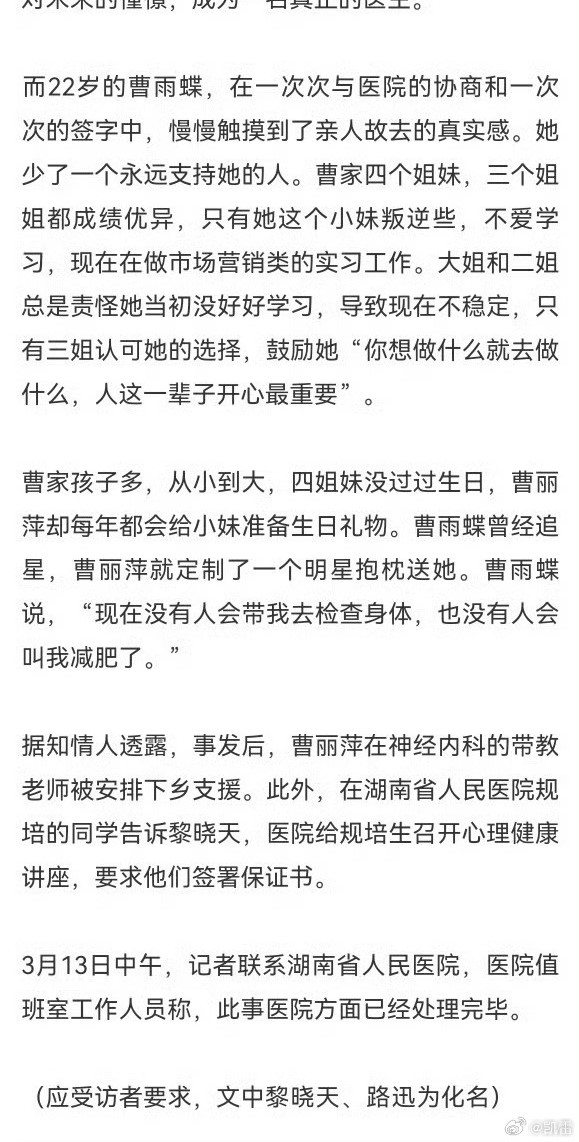 对未来的憧憬，成为一名真正的医生。
而22岁的曹雨蝶，在一次次与医院的协商和一次
次的签字中，慢慢触摸到了亲人故去的真实感。她
少了一个永远支持她的人。曹家四个姐妹，三个姐
姐都成绩优异，只有她这个小妹叛逆些，不爱学
习，现在在做市场营销类的实习工作。大姐和二姐
总是责怪她当初没好好学习，导致现在不稳定，只
有三姐认可她的选择，鼓励她“你想做什么就去做
什么，人这一辈子开心最重要”。
曹家孩子多，从小到大，四姐妹没过过生日，曹丽
萍却每年都会给小妹准备生日礼物。曹雨蝶曾经追
星，曹丽萍就定制了一个明星抱枕送她。曹雨蝶
说，“现在没有人会带我去检查身体，也没有人会
叫我减肥了。”
据知情人透露，事发后，曹丽萍在神经内科的带教
老师被安排下乡支援。此外，在湖南省人民医院规
培的同学告诉黎晓天，医院给规培生召开心理健康
讲座，要求他们签署保证书。
3月13日中午，记者联系湖南省人民医院，医院值
班室工作人员称，此事医院方面已经处理完毕。
（应受访者要求，文中黎晓天、路迅为化名）